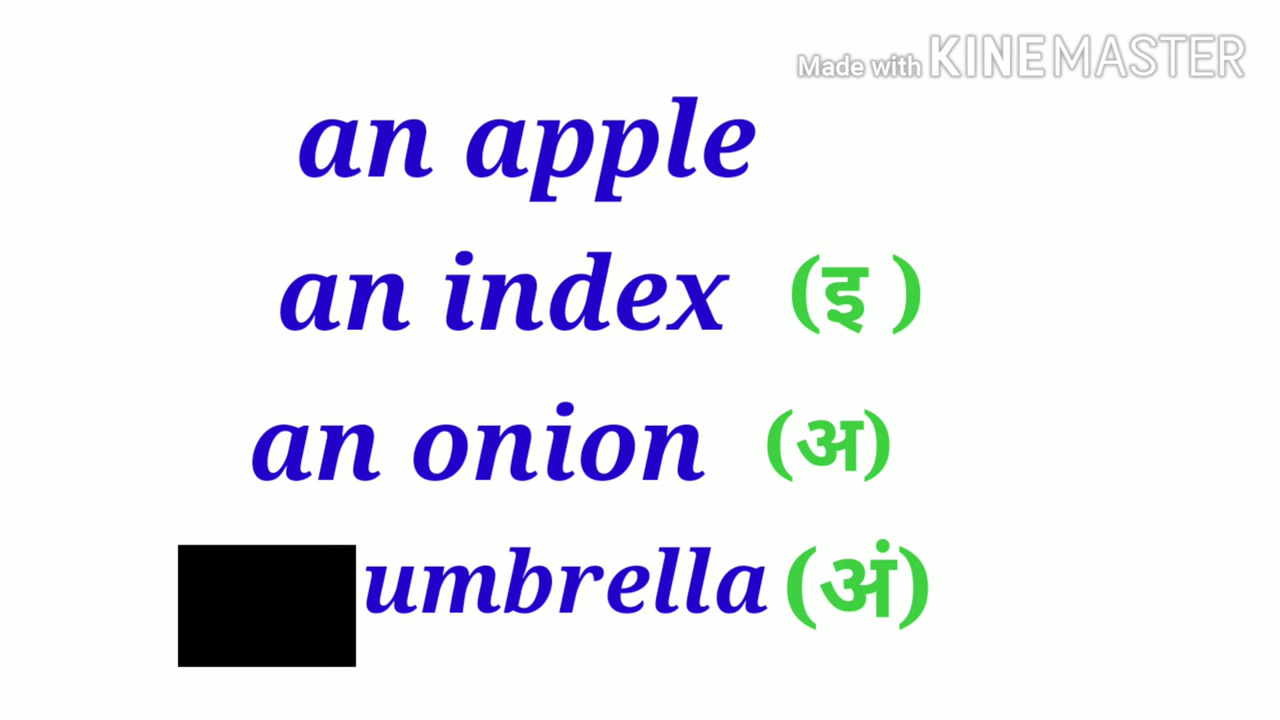 Made with KINEMASTER
an apple
an index (इ )
an onion (अ)
umbrella (अं)